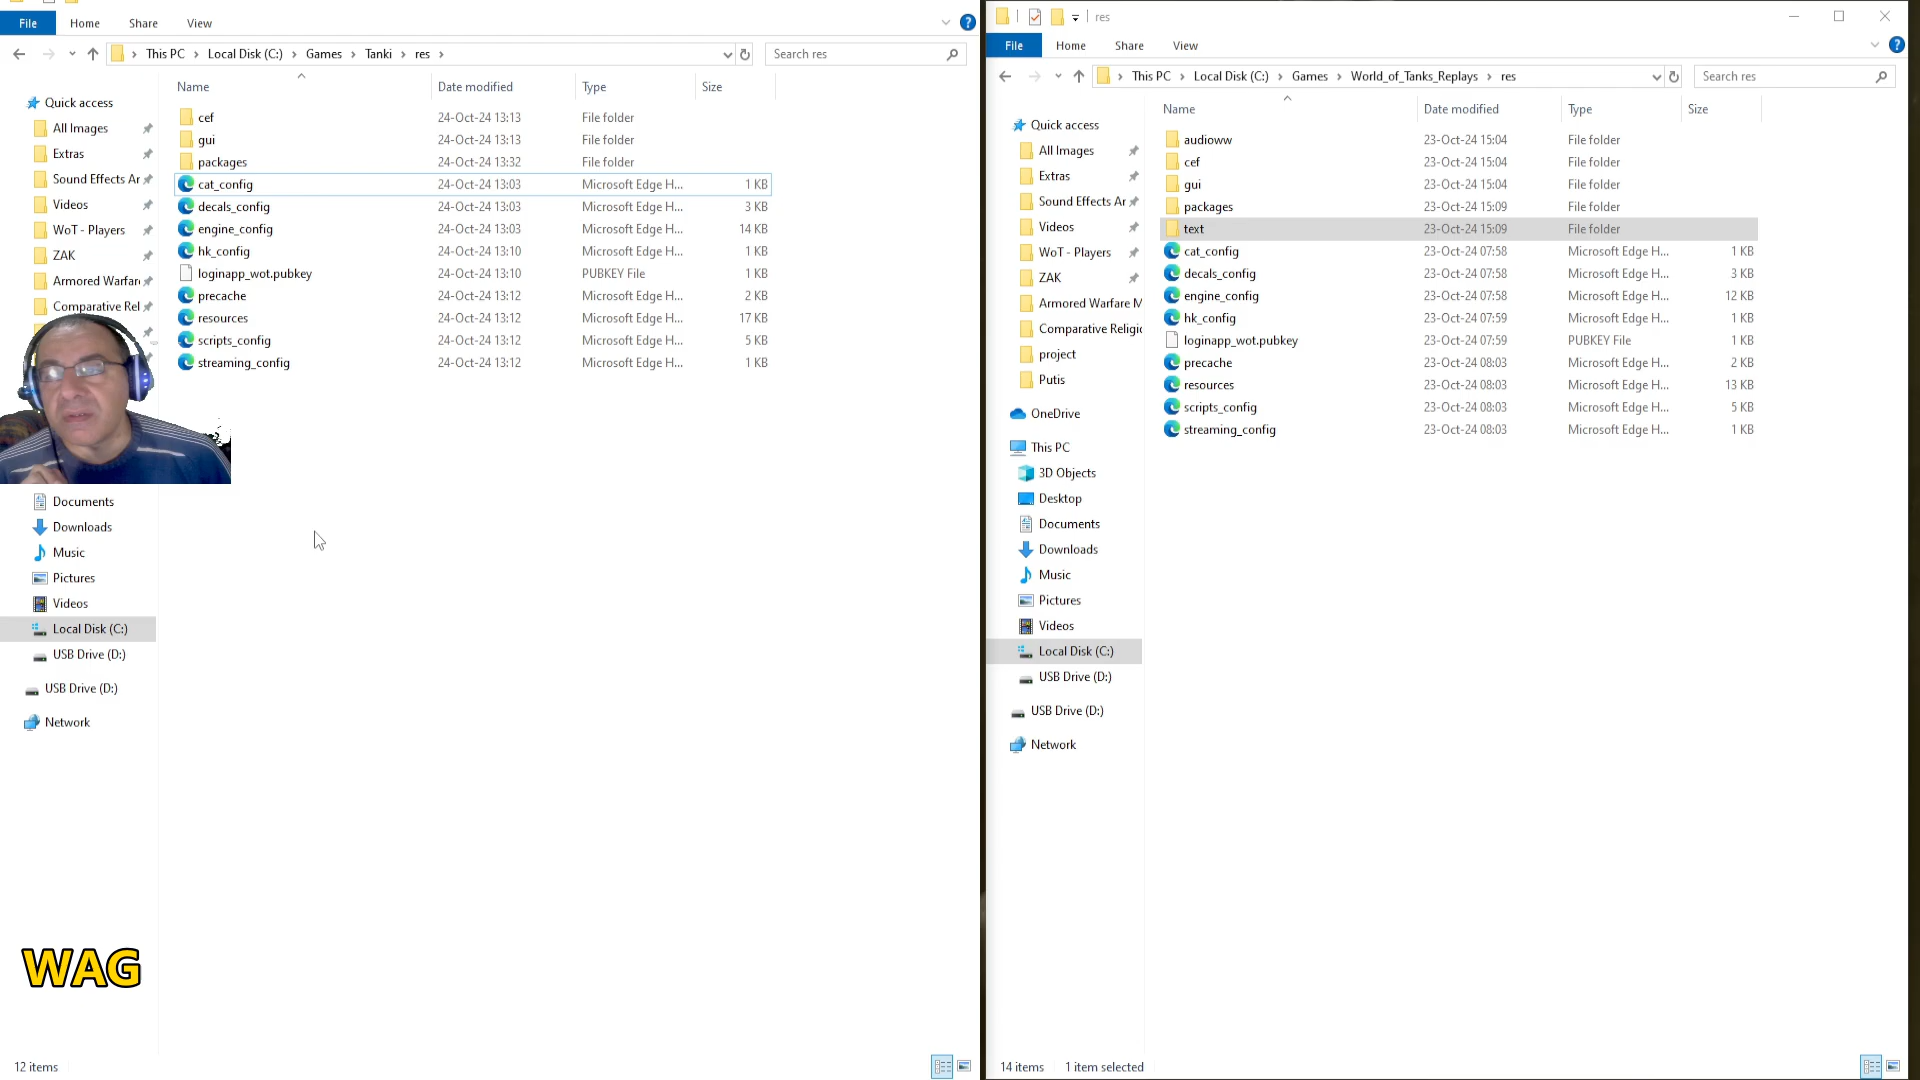 File Home Share View
This PC Local Disk (C:) Games Tanki res
Search res
Name Date modified Type Size
Quick access
All Images
Extras
Sound Effects Ar
Videos
WoT - Players
ZAK
Armored Warfar
Comparative Rel
Documents
Downloads
Music
Pictures
Videos
Local Disk (C:)
USB Drive (D:)
USB Drive (D:)
Network
cef 24-Oct-24 13:13 File folder
gui 24-Oct-24 13:13 File folder
packages 24-Oct-24 13:32 File folder
cat_config 24-Oct-24 13:03 Microsoft Edge H... 1 KB
decals_config 24-Oct-24 13:03 Microsoft Edge H... 3 KB
engine_config 24-Oct-24 13:03 Microsoft Edge H... 14 KB
hk_config 24-Oct-24 13:10 Microsoft Edge H... 1 KB
loginapp_wot.pubkey 24-Oct-24 13:10 PUBKEY File 1 KB
precache 24-Oct-24 13:12 Microsoft Edge H... 2 KB
resources 24-Oct-24 13:12 Microsoft Edge H... 17 KB
scripts_config 24-Oct-24 13:12 Microsoft Edge H... 5 KB
streaming_config 24-Oct-24 13:12 Microsoft Edge H... 1 KB
WAG
12 items
res
File Home Share View
This PC Local Disk (C:) Games World_of_Tanks_Replays res
Search res
Name Date modified Type Size
Quick access
All Images
Extras
Sound Effects Ar
Videos
WoT - Players
ZAK
Armored Warfare M
Comparative Religio
project
Putis
OneDrive
This PC
3D Objects
Desktop
Documents
Downloads
Music
Pictures
Videos
Local Disk (C:)
USB Drive (D:)
USB Drive (D:)
Network
audioww 23-Oct-24 15:04 File folder
cef 23-Oct-24 15:04 File folder
gui 23-Oct-24 15:04 File folder
packages 23-Oct-24 15:09 File folder
text 23-Oct-24 15:09 File folder
cat_config 23-Oct-24 07:58 Microsoft Edge H... 1 KB
decals_config 23-Oct-24 07:58 Microsoft Edge H... 3 KB
engine_config 23-Oct-24 07:58 Microsoft Edge H... 12 KB
hk_config 23-Oct-24 07:59 Microsoft Edge H... 1 KB
loginapp_wot.pubkey 23-Oct-24 07:59 PUBKEY File 1 KB
precache 23-Oct-24 08:03 Microsoft Edge H... 2 KB
resources 23-Oct-24 08:03 Microsoft Edge H... 13 KB
scripts_config 23-Oct-24 08:03 Microsoft Edge H... 5 KB
streaming_config 23-Oct-24 08:03 Microsoft Edge H... 1 KB
14 items 1 item selected